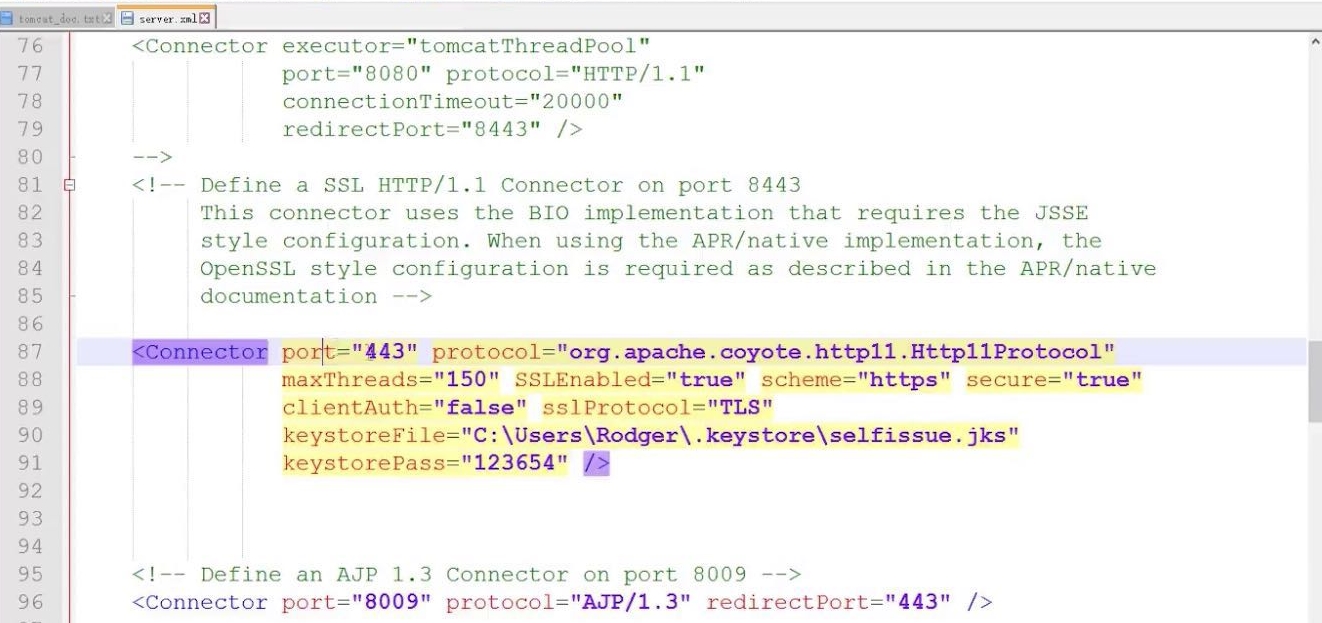 tomcat_doc.txt server.xml
76 <Connector executor="tomcatThreadPool"
77 port="8080" protocol="HTTP/1.1"
78 connectionTimeout="20000"
79 redirectPort="8443" />
80 -->
81 <!-- Define a SSL HTTP/1.1 Connector on port 8443
82 This connector uses the BIO implementation that requires the JSSE
83 style configuration. When using the APR/native implementation, the
84 OpenSSL style configuration is required as described in the APR/native
85 documentation -->
86
87 <Connector port="443" protocol="org.apache.coyote.http11.Http11Protocol"
88 maxThreads="150" SSLEnabled="true" scheme="https" secure="true"
89 clientAuth="false" sslProtocol="TLS"
90 keystoreFile="C:\Users\Rodger\.keystore\selfissue.jks"
91 keystorePass="123654" />
92
93
94
95 <!-- Define an AJP 1.3 Connector on port 8009 -->
96 <Connector port="8009" protocol="AJP/1.3" redirectPort="443" />